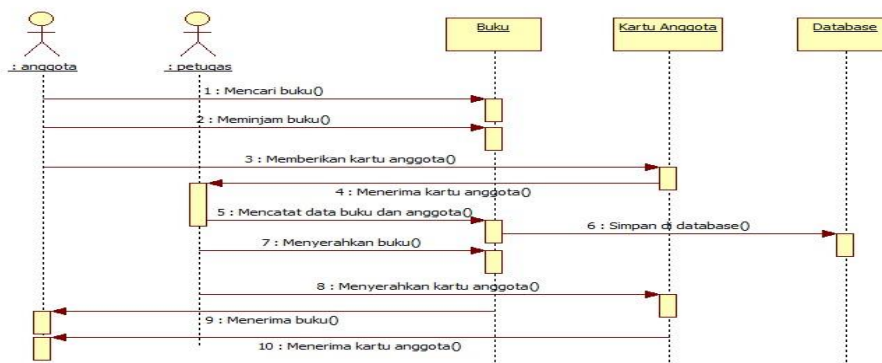 Buku
Kartu Anggota
Database
: anggota
: petugas
1 : Mencari buku()
2 : Meminjam buku()
3 : Memberikan kartu anggota()
4 : Menerima kartu anggota()
5 : Mencatat data buku dan anggota()
6 : Simpan di database()
7 : Menyerahkan buku()
8 : Menyerahkan kartu anggota()
9 : Menerima buku()
10 : Menerima kartu anggota()